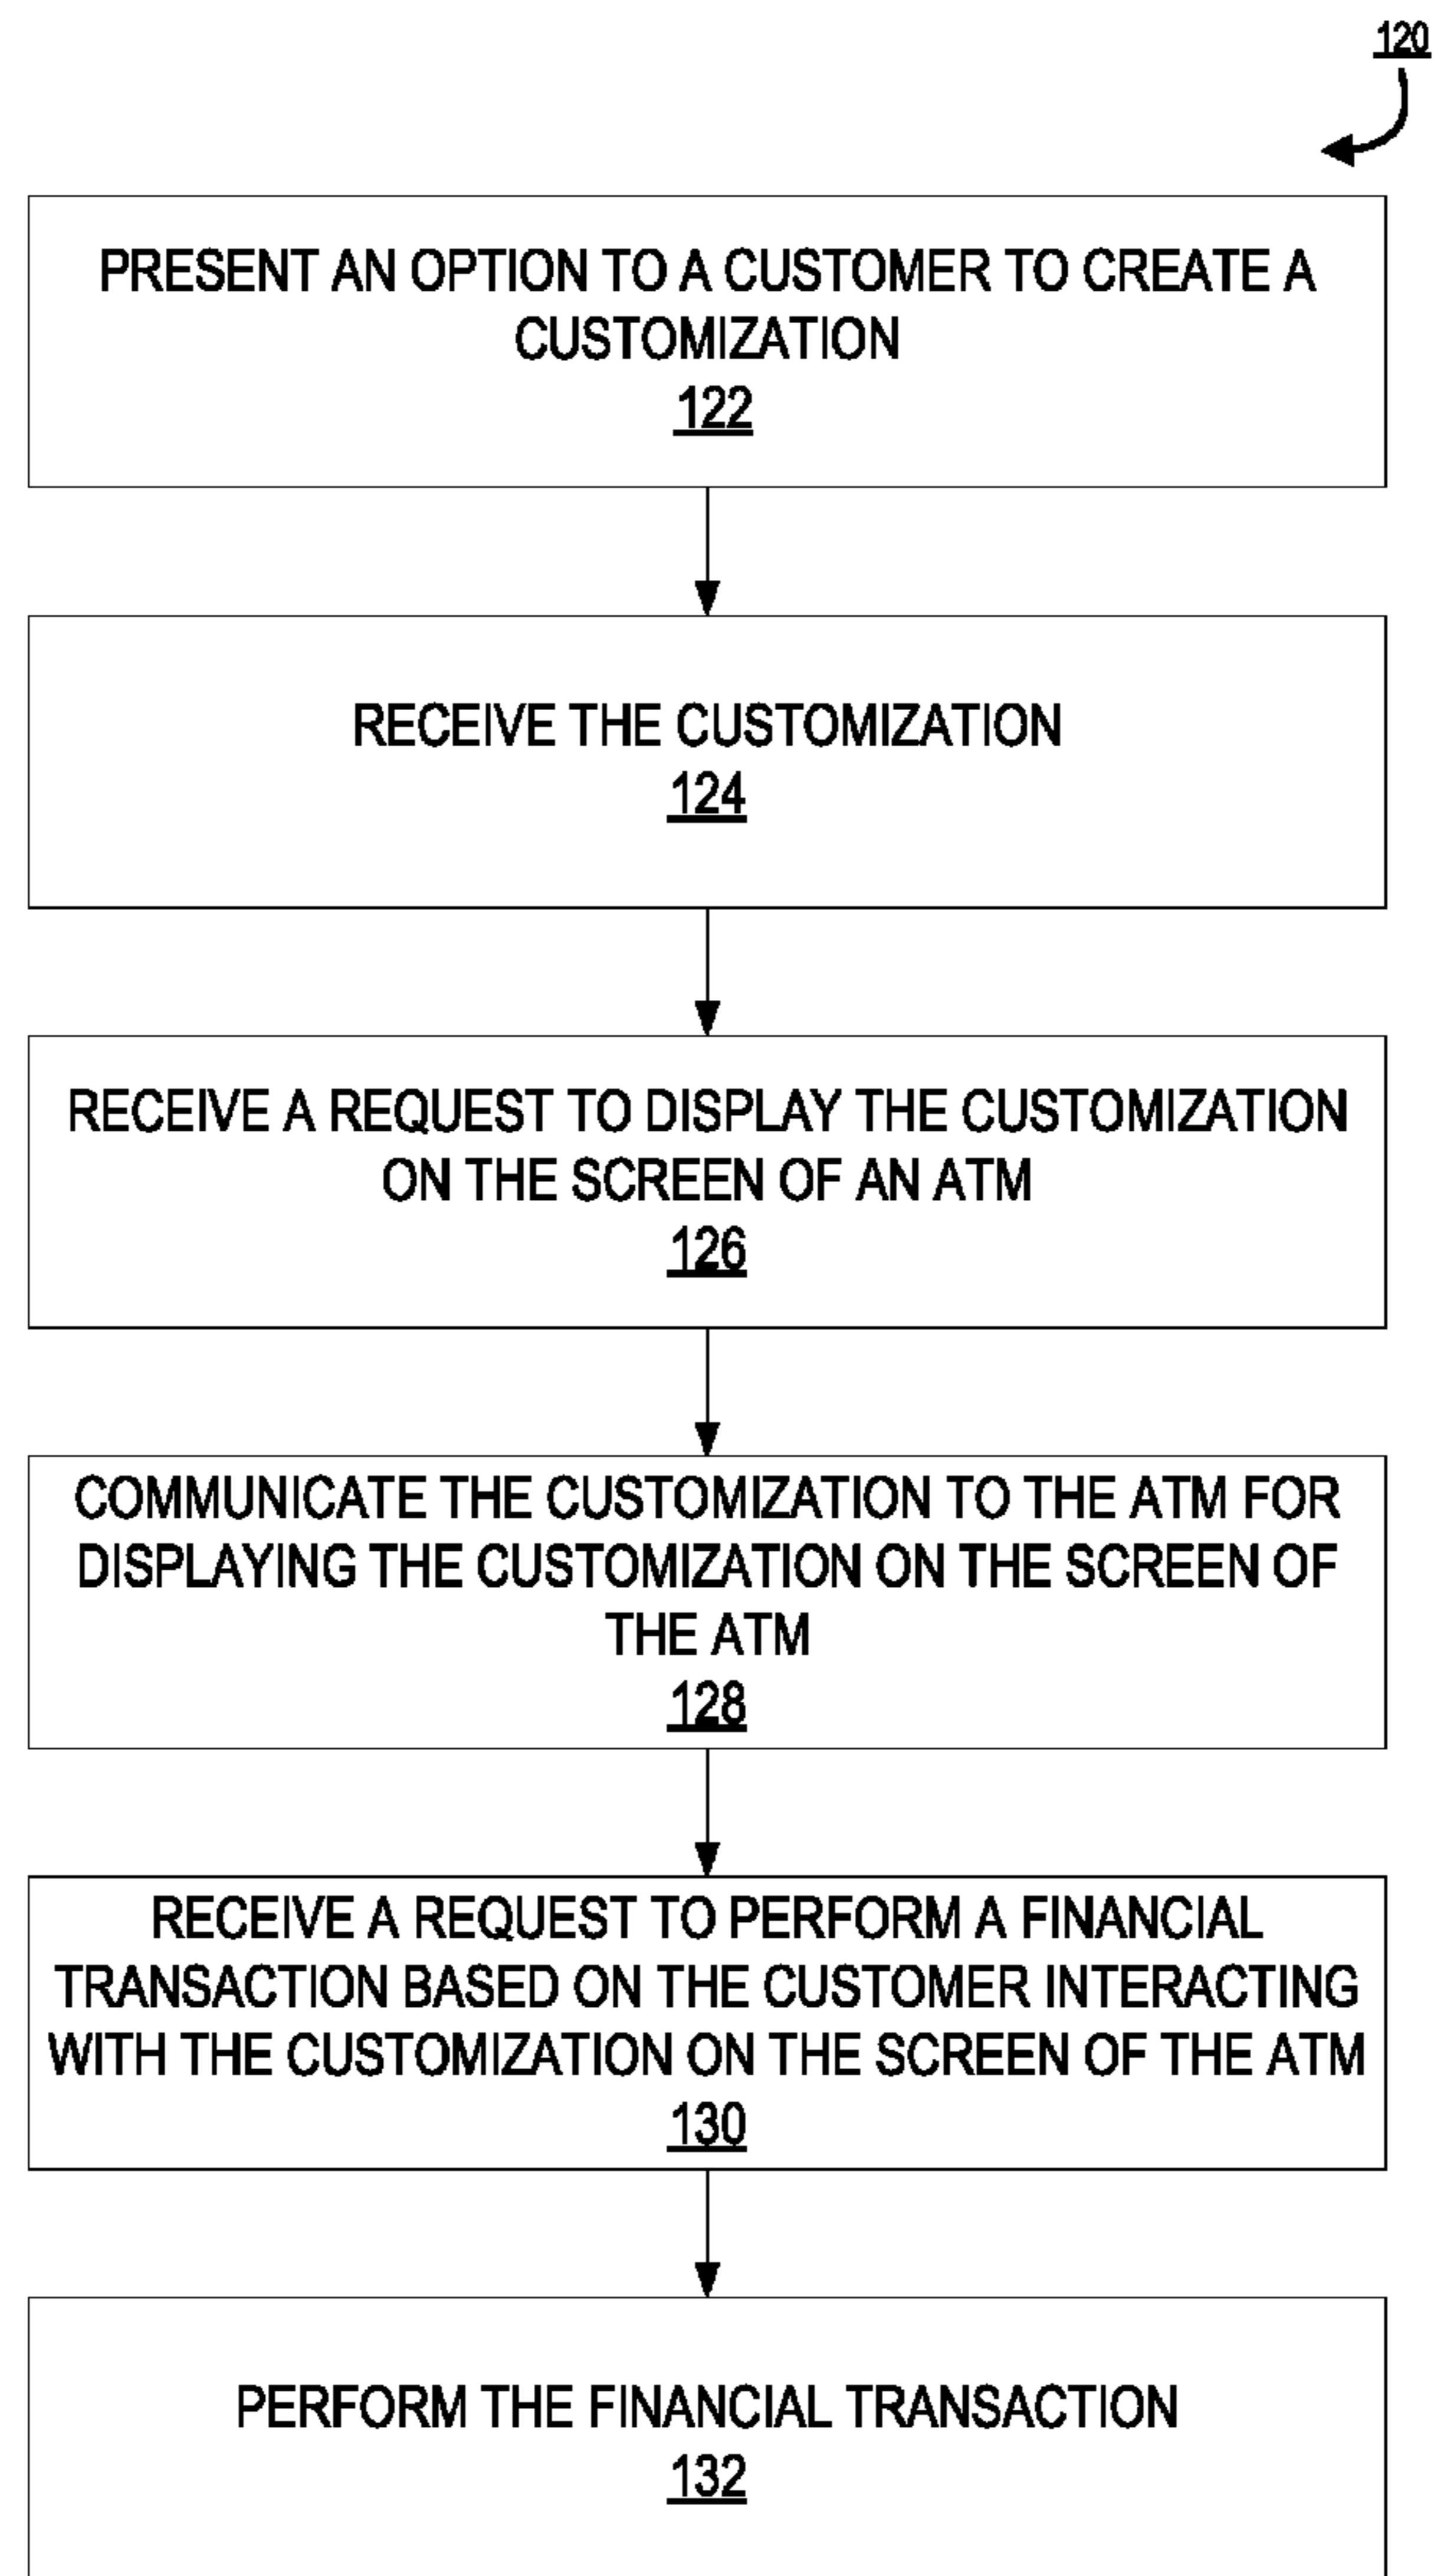 120
PRESENT AN OPTION TO A CUSTOMER TO CREATE A
CUSTOMIZATION
122
RECEIVE THE CUSTOMIZATION
124
RECEIVE A REQUEST TO DISPLAY THE CUSTOMIZATION
ON THE SCREEN OF AN ATM
126
COMMUNICATE THE CUSTOMIZATION TO THE ATM FOR
DISPLAYING THE CUSTOMIZATION ON THE SCREEN OF
THE ATM
128
RECEIVE A REQUEST TO PERFORM A FINANCIAL
TRANSACTION BASED ON THE CUSTOMER INTERACTING
WITH THE CUSTOMIZATION ON THE SCREEN OF THE ATM
130
PERFORM THE FINANCIAL TRANSACTION
132